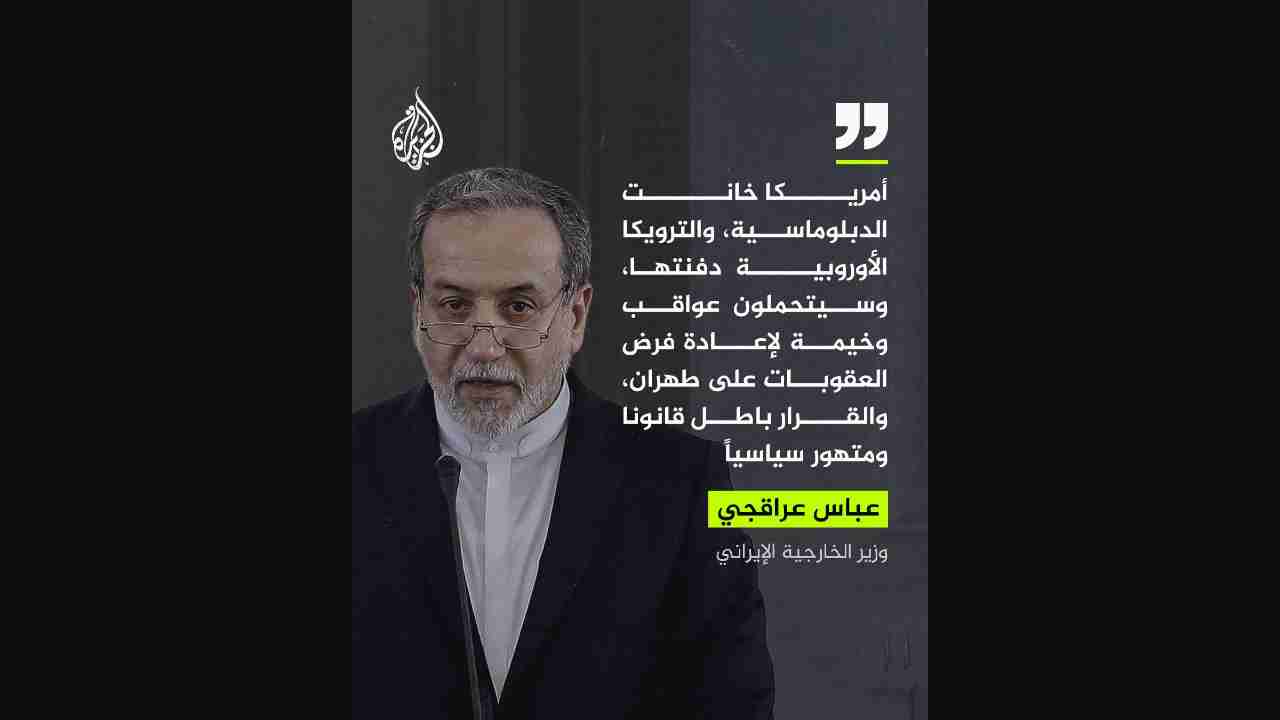 الجزيرة
أمريكا خانت
الدبلوماسية، والترويكا
الأوروبية دفنتها،
وسيتحملون عواقب
وخيمة لإعادة فرض
العقوبات على طهران،
والقرار باطل قانونا
ومتهور سياسياً
عباس عراقجي
وزير الخارجية الإيراني